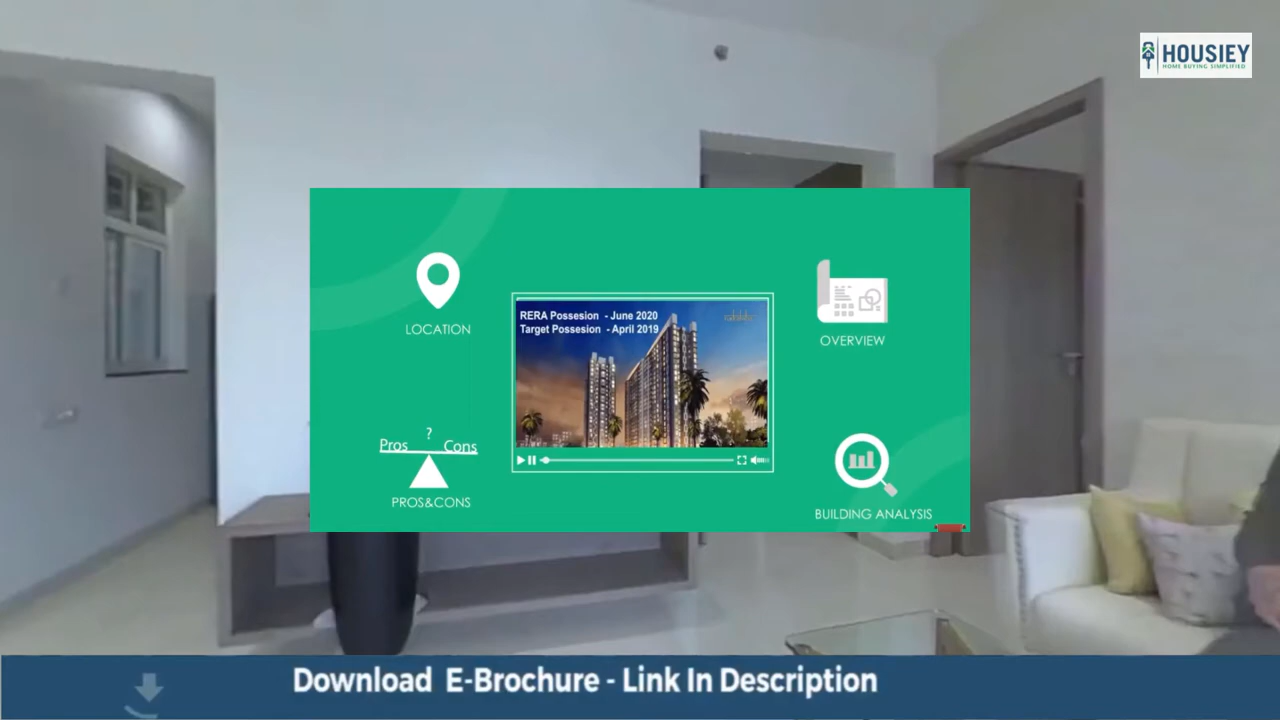 HOUSIEY
HOME BUYING SIMPLIFIED
LOCATION
RERA Possesion - June 2020
Target Possesion - April 2019
OVERVIEW
?
Pros Cons
PROS&CONS
BUILDING ANALYSIS
Download E-Brochure - Link In Description